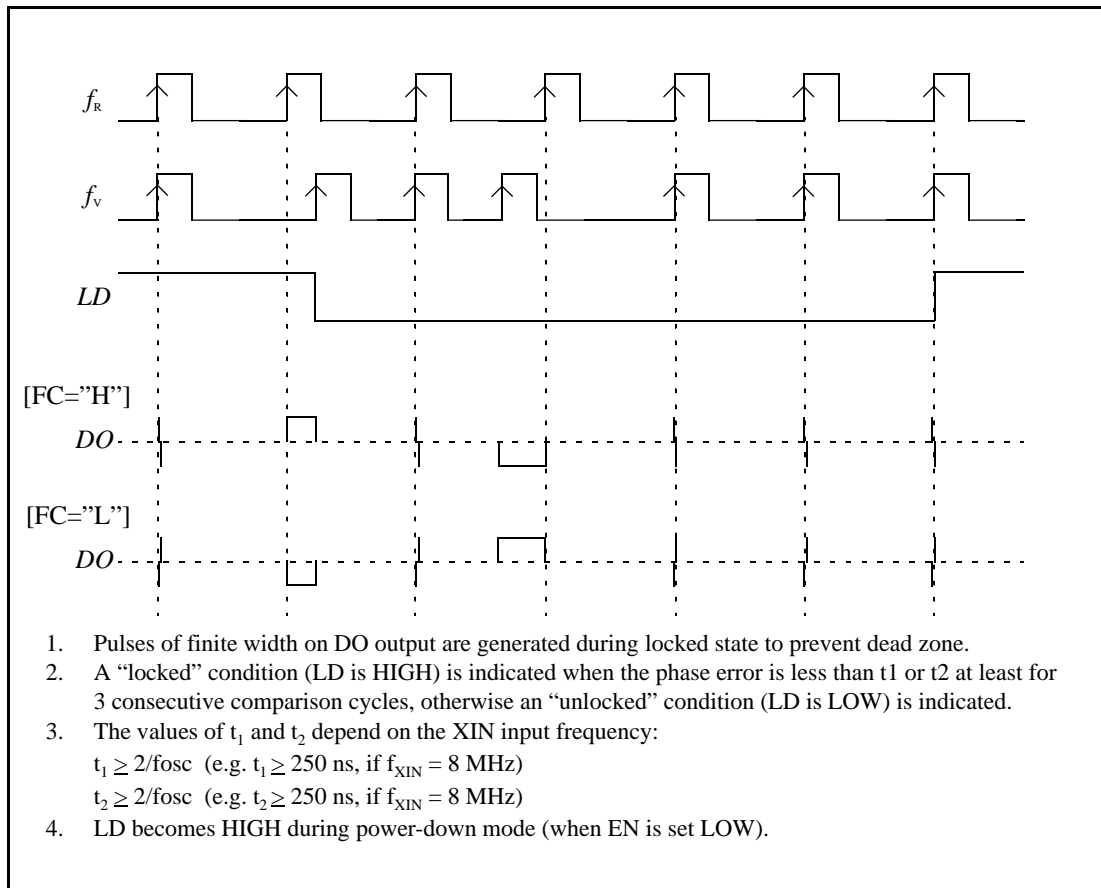 fR
fV
LD
[FC=”H”]
DO
[FC=”L”]
DO
1. Pulses of finite width on DO output are generated during locked state to prevent dead zone.
2. A “locked” condition (LD is HIGH) is indicated when the phase error is less than t1 or t2 at least for
3 consecutive comparison cycles, otherwise an “unlocked” condition (LD is LOW) is indicated.
3. The values of t1 and t2 depend on the XIN input frequency:
t1 ≥ 2/fosc (e.g. t1 ≥ 250 ns, if fXIN = 8 MHz)
t2 ≥ 2/fosc (e.g. t2 ≥ 250 ns, if fXIN = 8 MHz)
4. LD becomes HIGH during power-down mode (when EN is set LOW).